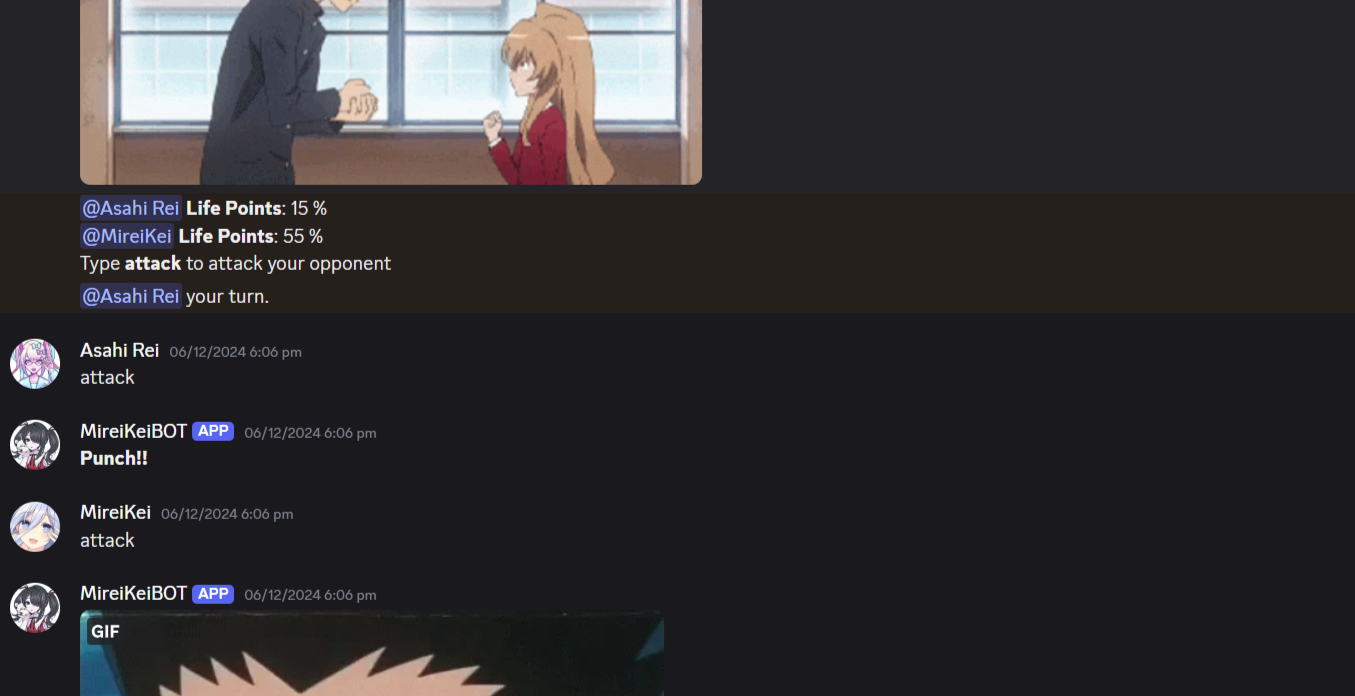 @Asahi Rei Life Points: 15 %
@MireiKei Life Points: 55 %
Type attack to attack your opponent
@Asahi Rei your turn.
Asahi Rei 06/12/2024 6:06 pm
attack
MireiKeiBOT APP 06/12/2024 6:06 pm
Punch!!
MireiKei 06/12/2024 6:06 pm
attack
MireiKeiBOT APP 06/12/2024 6:06 pm
GIF